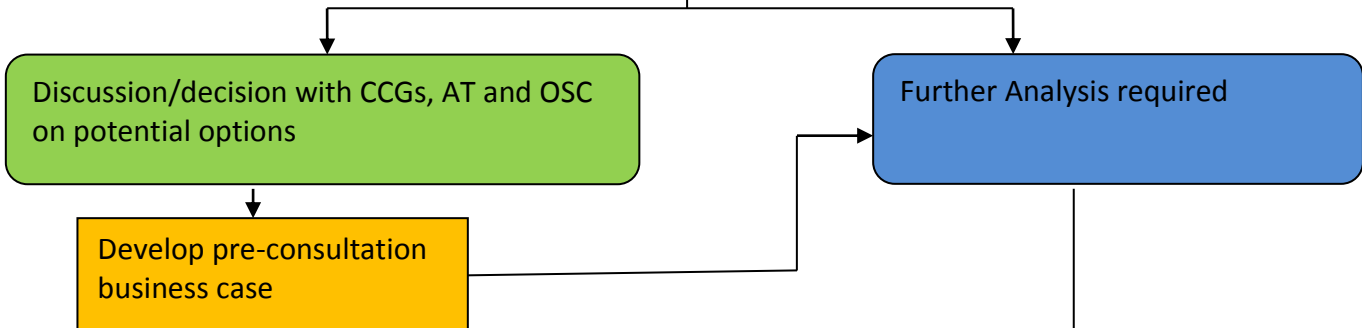 Discussion/decision with CCGs, AT and OSC
on potential options
Further Analysis required
Develop pre-consultation
business case